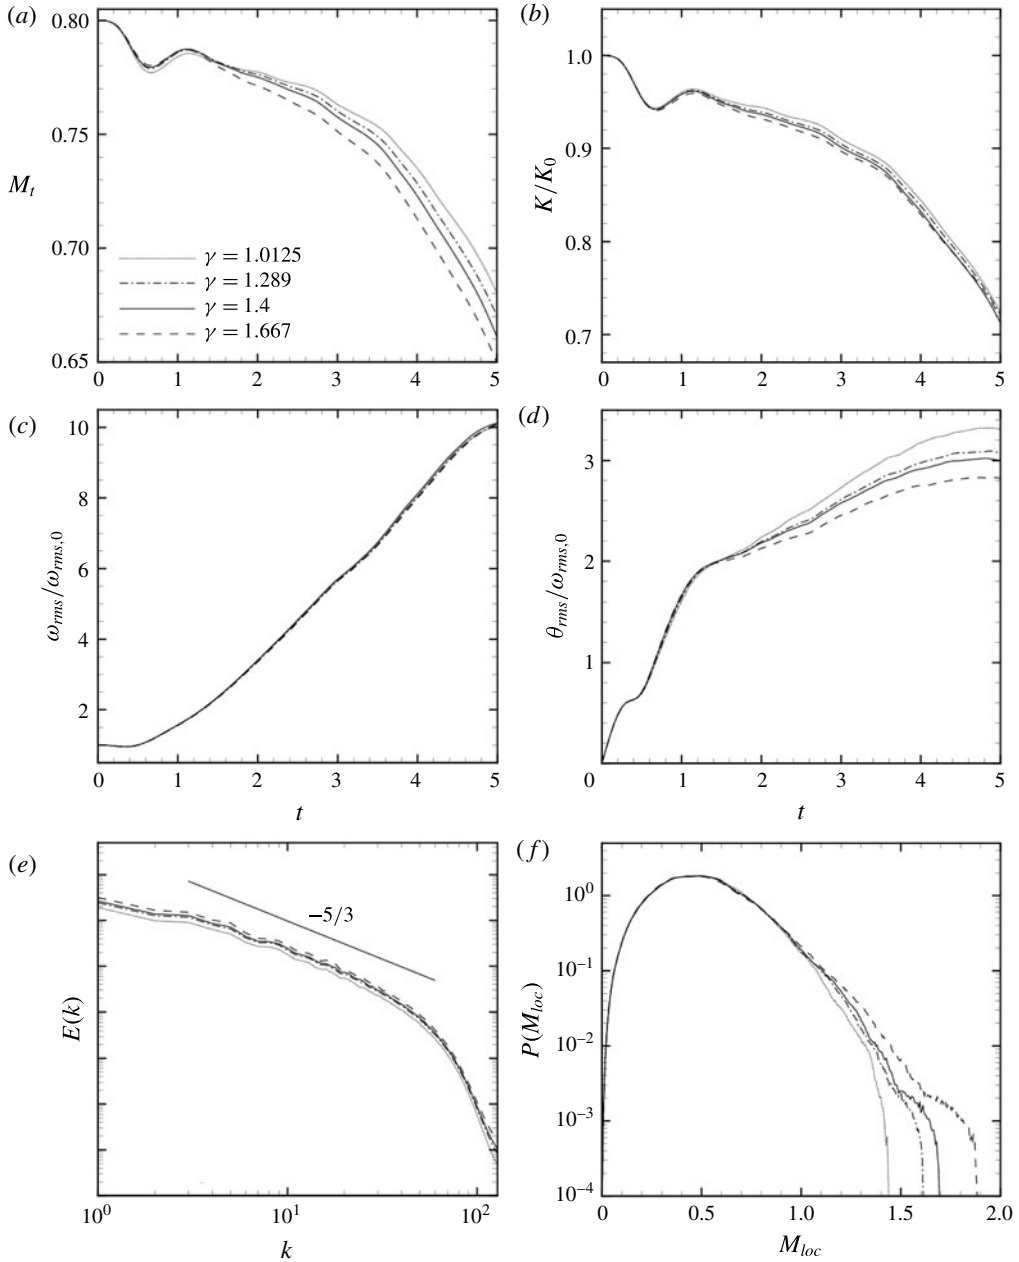 (a)
0.80
0.75
M_t
0.70
0.65
γ = 1.0125
γ = 1.289
γ = 1.4
γ = 1.667
0 1 2 3 4 5
(b)
1.0
0.9
K/K_0
0.8
0.7
0 1 2 3 4 5
(c)
10
8
6
4
2
ω_rms/ω_rms,0
0 1 2 3 4 5
t
(d)
3
2
1
θ_rms/ω_rms,0
0 1 2 3 4 5
t
(e)
−5/3
E(k)
10^0 10^1 10^2
k
(f)
10^0
10^−1
10^−2
10^−3
10^−4
P(M_loc)
0 0.5 1.0 1.5 2.0
M_loc